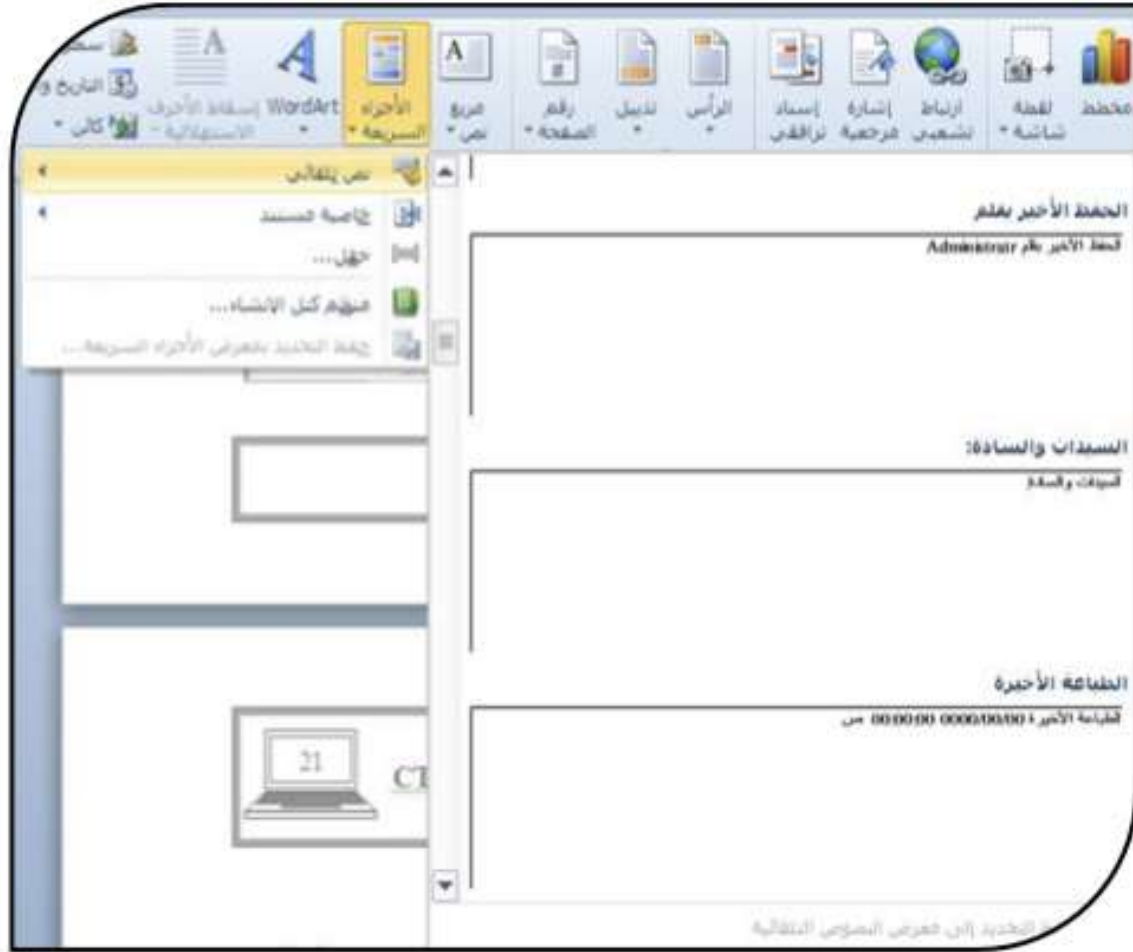 مخطط
لقطة شاشة
ارتباط تشعبي
إشارة مرجعية
إسناد ترافقي
الرأس
تذييل
رقم الصفحة
مربع نص
الأجزاء السريعة
WordArt
إسقاط الأحرف الاستهلالية
التاريخ و
كائن
نص تلقائي
خاصية مستند
حقل...
منظم كتل الإنشاء...
حفظ التحديد بمعرض الأجزاء السريعة...
الحفظ الأخير بقلم
الحفظ الأخير بقلم Administratr
السيدات والسادة:
السيدات والسادة
الطباعة الأخيرة
الطباعة الأخيرة 0000/00/00 00:00:00 ص
21
CT
التحديد إلى معرض النصوص التلقائية